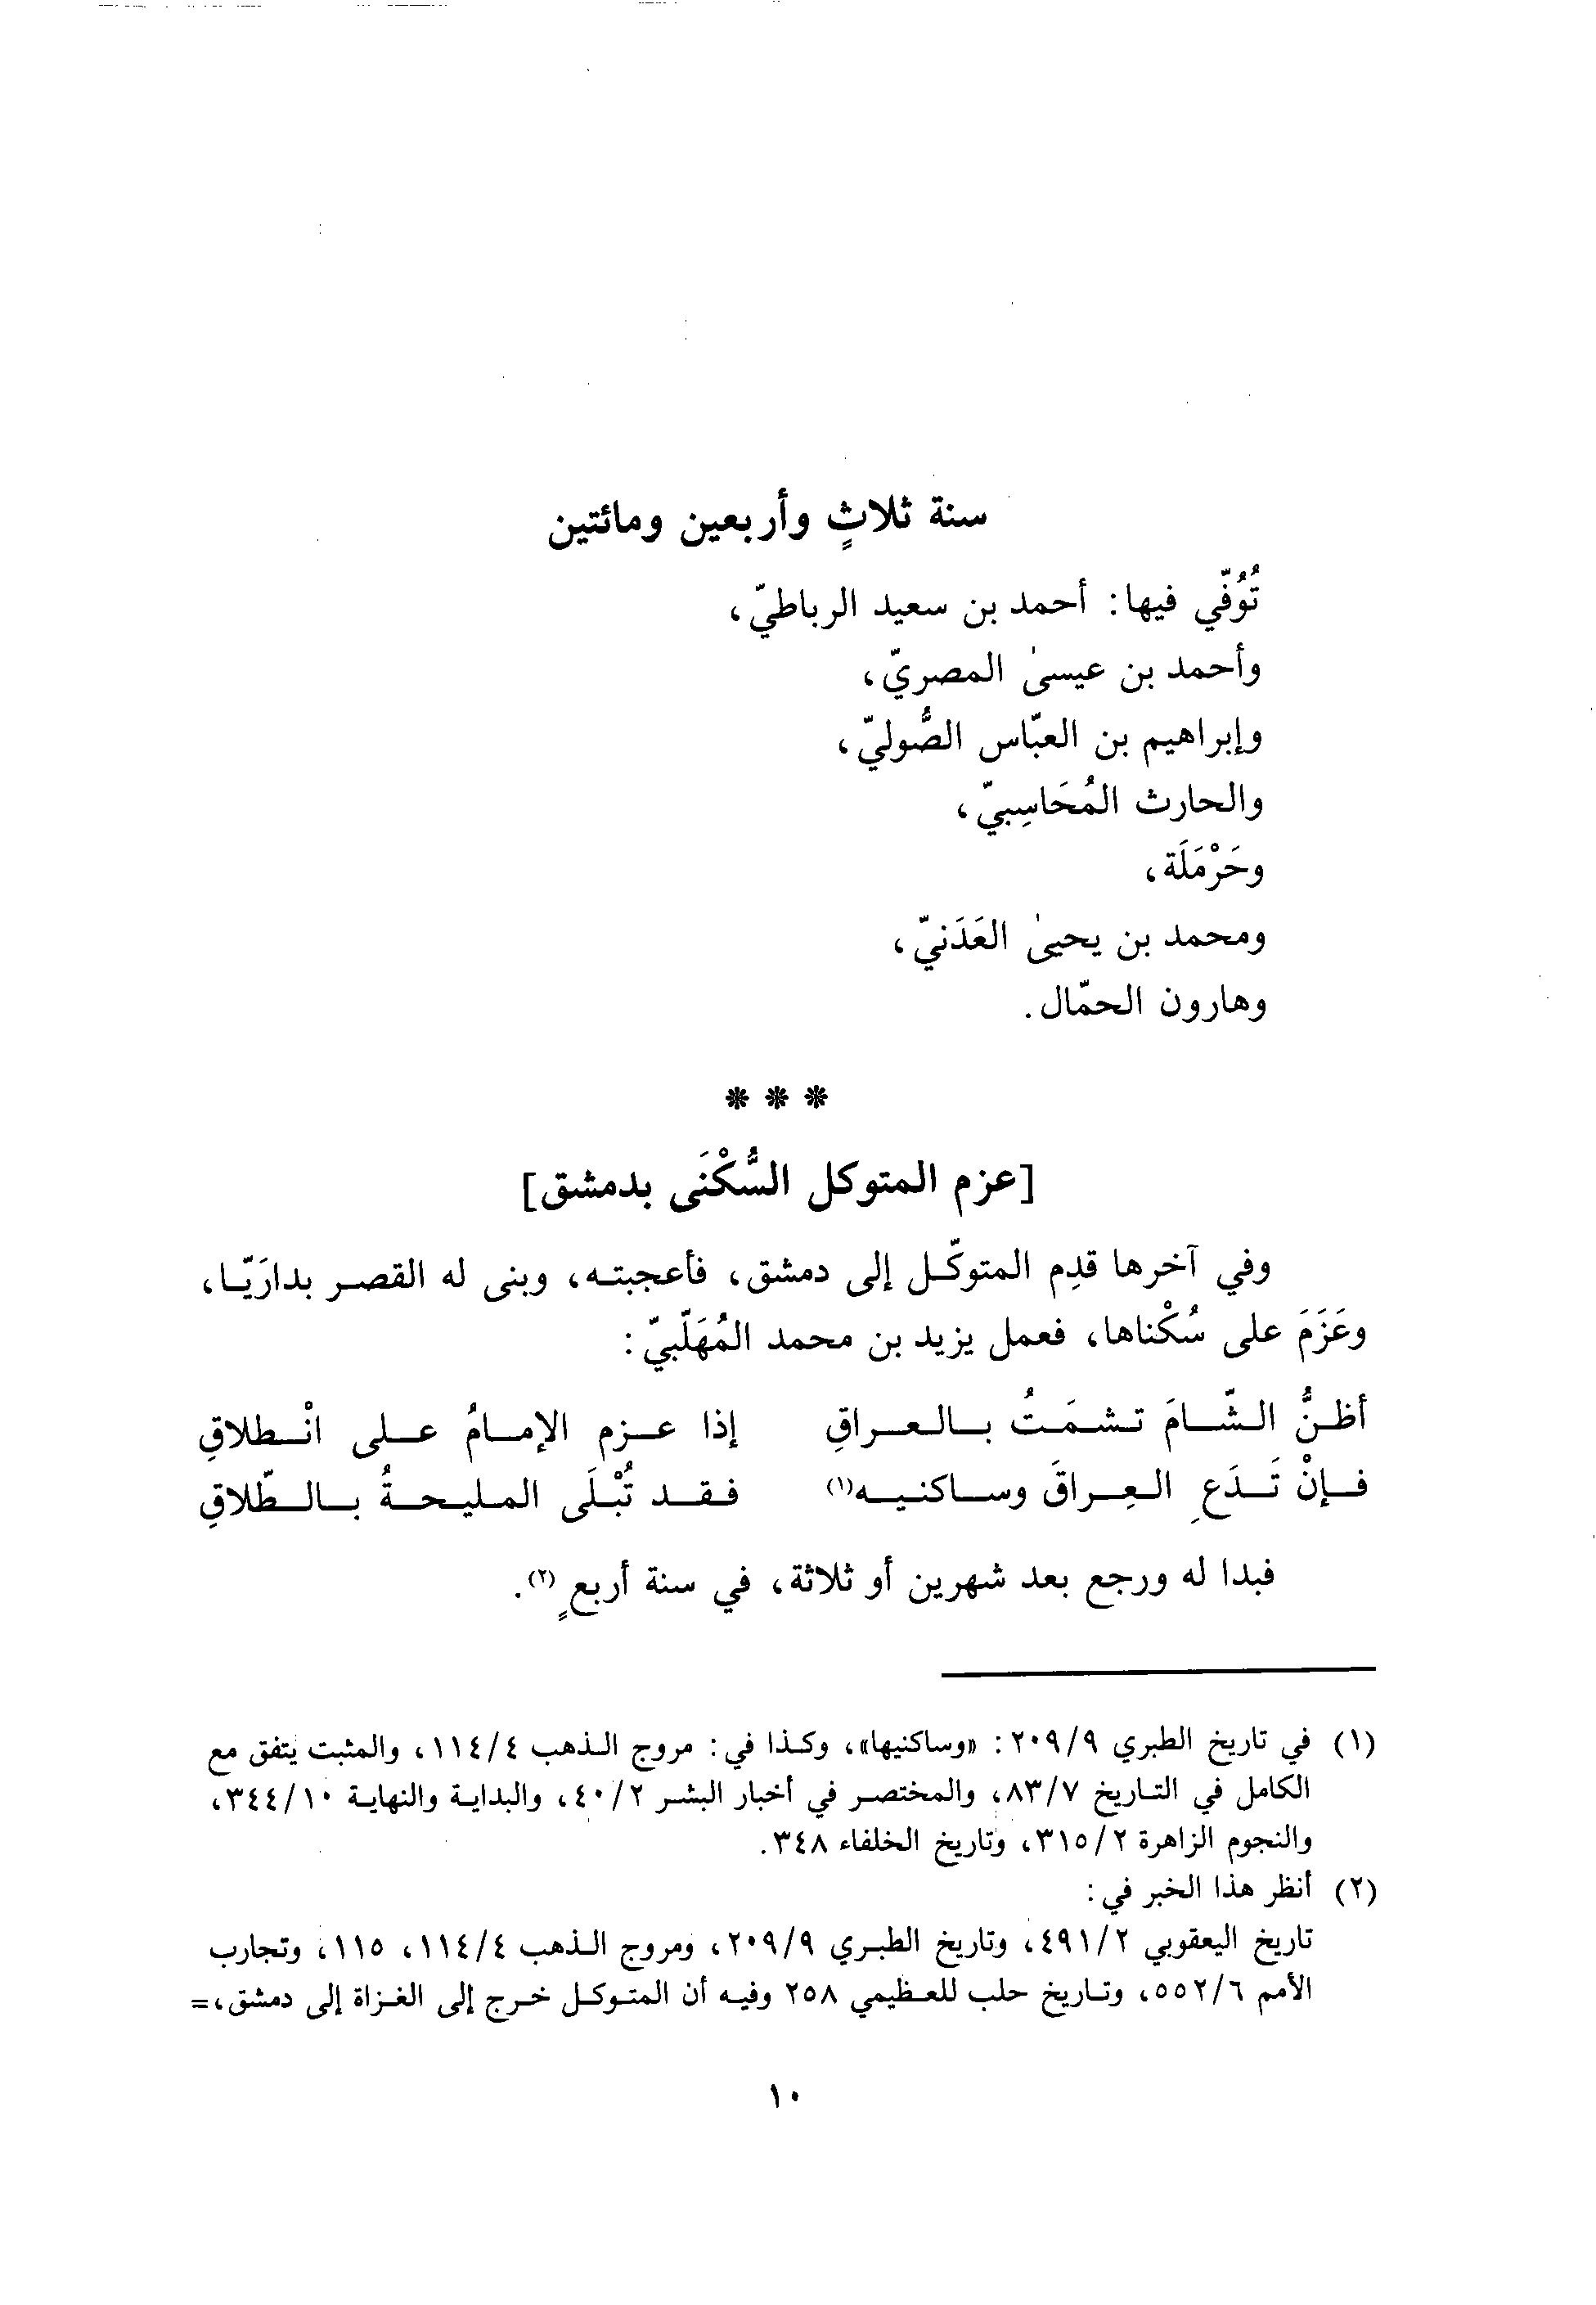 سنة ثلاثٍ وأربعين ومائتين
تُوُفّي فيها: أحمد بن سعيد الرباطيّ،
وأحمد بن عيسىٰ المصريّ،
وإبراهيم بن العبّاس الصُّوليّ،
والحارث المُحَاسِبيّ،
وحَرْمَلَة،
ومحمد بن يحيىٰ العَدَنيّ،
وهارون الحمّال.
* * *
[عزم المتوكل السُّكْنَى بدمشق]
وفي آخرها قدِم المتوكّل إلى دمشق، فأعجبته، وبنى له القصر بدارَيّا،
وعَزَمَ على سُكْناها، فعمل يزيد بن محمد المُهَلّبيّ:
أظنُّ الشّامَ تشمَتُ بالعراقِ إذا عزم الإمامُ على انْطلاقِ
فإنْ تَدَعِ العِراقَ وساكنيه(١) فقد تُبْلَى المليحةُ بالطّلاقِ
فبدا له ورجع بعد شهرين أو ثلاثة، في سنة أربعٍ(٢).
(١) في تاريخ الطبري ٢٠٩/٩: «وساكنيها»، وكذا في: مروج الذهب ١١٤/٤، والمثبت يتفق مع
الكامل في التاريخ ٨٣/٧، والمختصر في أخبار البشر ٤٠/٢، والبداية والنهاية ٣٤٤/١٠،
والنجوم الزاهرة ٣١٥/٢، وتاريخ الخلفاء ٣٤٨.
(٢) أنظر هذا الخبر في:
تاريخ اليعقوبي ٤٩١/٢، وتاريخ الطبري ٢٠٩/٩، ومروج الذهب ١١٤/٤، ١١٥، وتجارب
الأمم ٥٥٢/٦، وتاريخ حلب للعظيمي ٢٥٨ وفيه أن المتوكل خرج إلى الغزاة إلى دمشق،=
١٠